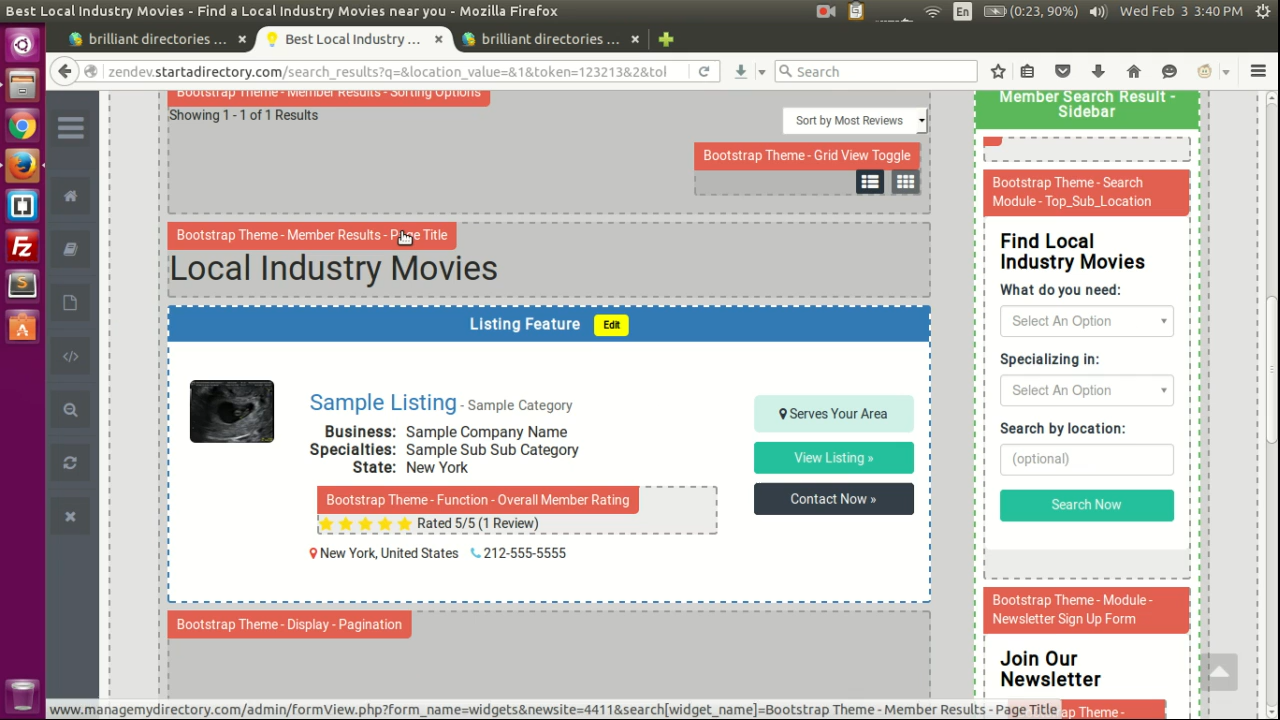 Best Local Industry Movies - Find a Local Industry Movies near you - Mozilla Firefox
En
(0:23, 90%)
Wed Feb 3 3:40 PM
brilliant directories ... ×
Best Local Industry ... ×
brilliant directories ... ×
zendev.startadirectory.com/search_results?q=&location_value=&1&token=123213&2&tol
Search
Bootstrap Theme - Member Results - Sorting Options
Showing 1 - 1 of 1 Results
Sort by Most Reviews
Bootstrap Theme - Grid View Toggle
Bootstrap Theme - Member Results - Page Title
Local Industry Movies
Listing Feature Edit
Sample Listing - Sample Category
Business: Sample Company Name
Specialties: Sample Sub Sub Category
State: New York
Bootstrap Theme - Function - Overall Member Rating
Rated 5/5 (1 Review)
New York, United States 212-555-5555
Serves Your Area
View Listing »
Contact Now »
Bootstrap Theme - Display - Pagination
Member Search Result -
Sidebar
Bootstrap Theme - Search
Module - Top_Sub_Location
Find Local
Industry Movies
What do you need:
Select An Option
Specializing in:
Select An Option
Search by location:
(optional)
Search Now
Bootstrap Theme - Module -
Newsletter Sign Up Form
Join Our
Newsletter
Theme -
www.managemydirectory.com/admin/formView.php?form_name=widgets&newsite=4411&search[widget_name]=Bootstrap Theme - Member Results - Page Title